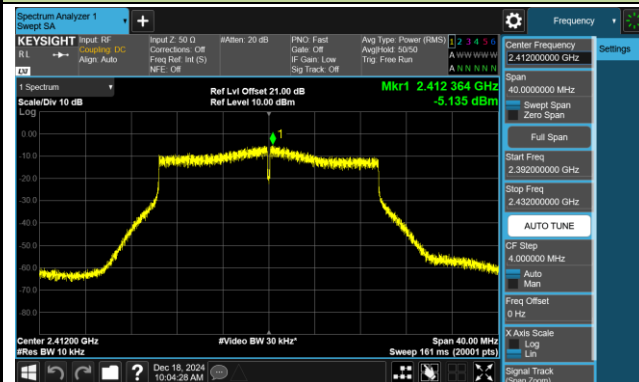 Spectrum Analyzer 1
Swept SA
Frequency
KEYSIGHT
RL
LXI
Input: RF
Coupling: DC
Align: Auto
Input Z: 50 Ω
Corrections: Off
Freq Ref: Int (S)
NFE: Off
#Atten: 20 dB
PNO: Fast
Gate: Off
IF Gain: Low
Sig Track: Off
Avg Type: Power (RMS)
Avg|Hold: 50/50
Trig: Free Run
1 2 3 4 5 6
A W W W W W
A N N N N N
1 Spectrum
Scale/Div 10 dB
Log
Ref Lvl Offset 21.00 dB
Ref Level 10.00 dBm
Mkr1 2.412 364 GHz
-5.135 dBm
1
0.00
-10.0
-20.0
-30.0
-40.0
-50.0
-60.0
-70.0
-80.0
Center 2.41200 GHz
#Res BW 10 kHz
#Video BW 30 kHz*
Span 40.00 MHz
Sweep 161 ms (20001 pts)
Dec 18, 2024
10:04:28 AM
Settings
Center Frequency
2.412000000 GHz
Span
40.0000000 MHz
Swept Span
Zero Span
Full Span
Start Freq
2.392000000 GHz
Stop Freq
2.432000000 GHz
AUTO TUNE
CF Step
4.000000 MHz
Auto
Man
Freq Offset
0 Hz
X Axis Scale
Log
Lin
Signal Track
(Span Zoom)